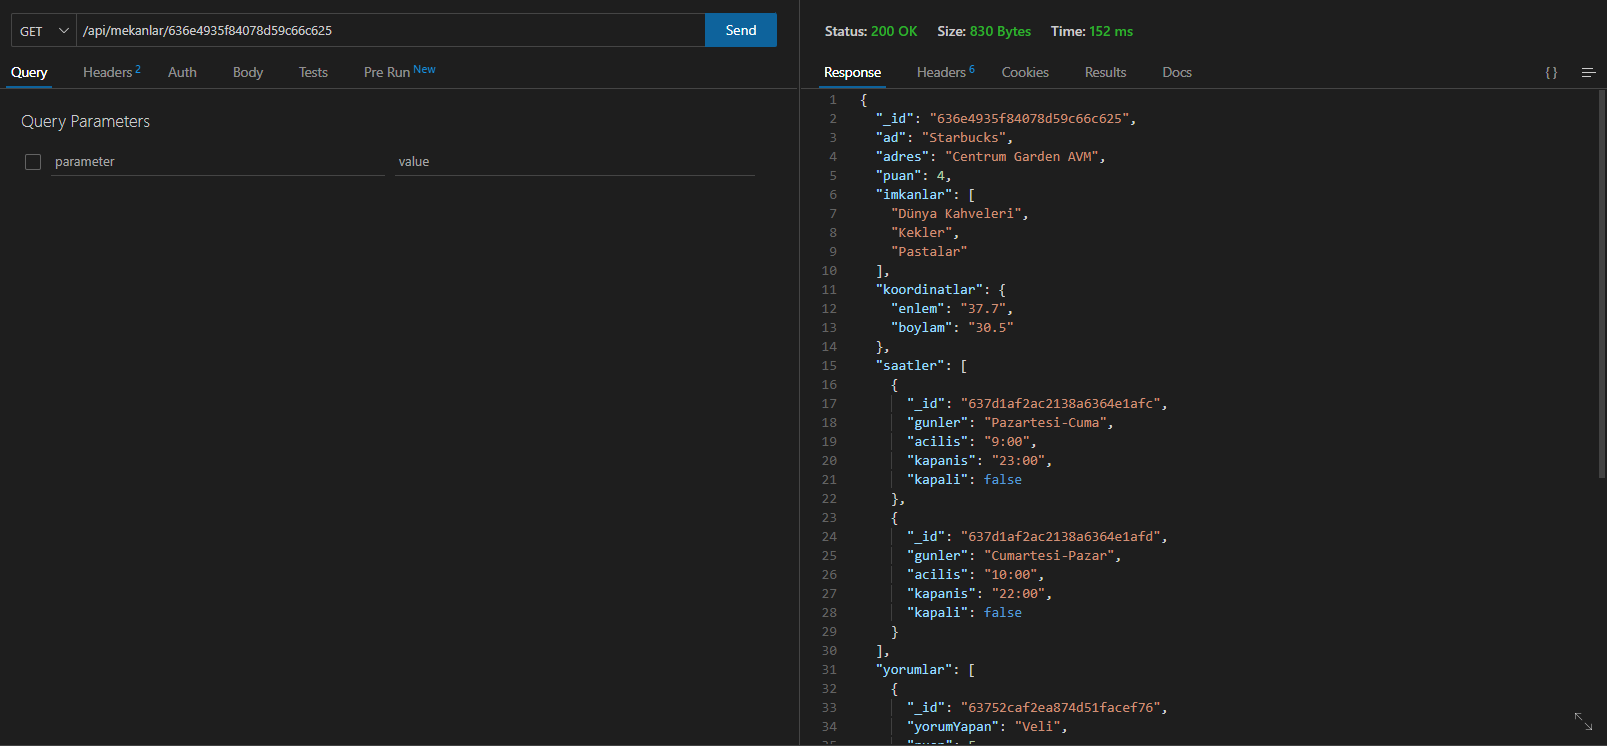 GET /api/mekanlar/636e4935f84078d59c66c625 Send
Query Headers 2 Auth Body Tests Pre Run New
Query Parameters
parameter value
Status: 200 OK Size: 830 Bytes Time: 152 ms
Response Headers 6 Cookies Results Docs {}
1 {
2 "_id": "636e4935f84078d59c66c625",
3 "ad": "Starbucks",
4 "adres": "Centrum Garden AVM",
5 "puan": 4,
6 "imkanlar": [
7 "Dünya Kahveleri",
8 "Kekler",
9 "Pastalar"
10 ],
11 "koordinatlar": {
12 "enlem": "37.7",
13 "boylam": "30.5"
14 },
15 "saatler": [
16 {
17 "_id": "637d1af2ac2138a6364e1afc",
18 "gunler": "Pazartesi-Cuma",
19 "acilis": "9:00",
20 "kapanis": "23:00",
21 "kapali": false
22 },
23 {
24 "_id": "637d1af2ac2138a6364e1afd",
25 "gunler": "Cumartesi-Pazar",
26 "acilis": "10:00",
27 "kapanis": "22:00",
28 "kapali": false
29 }
30 ],
31 "yorumlar": [
32 {
33 "_id": "63752caf2ea874d51facef76",
34 "yorumYapan": "Veli",